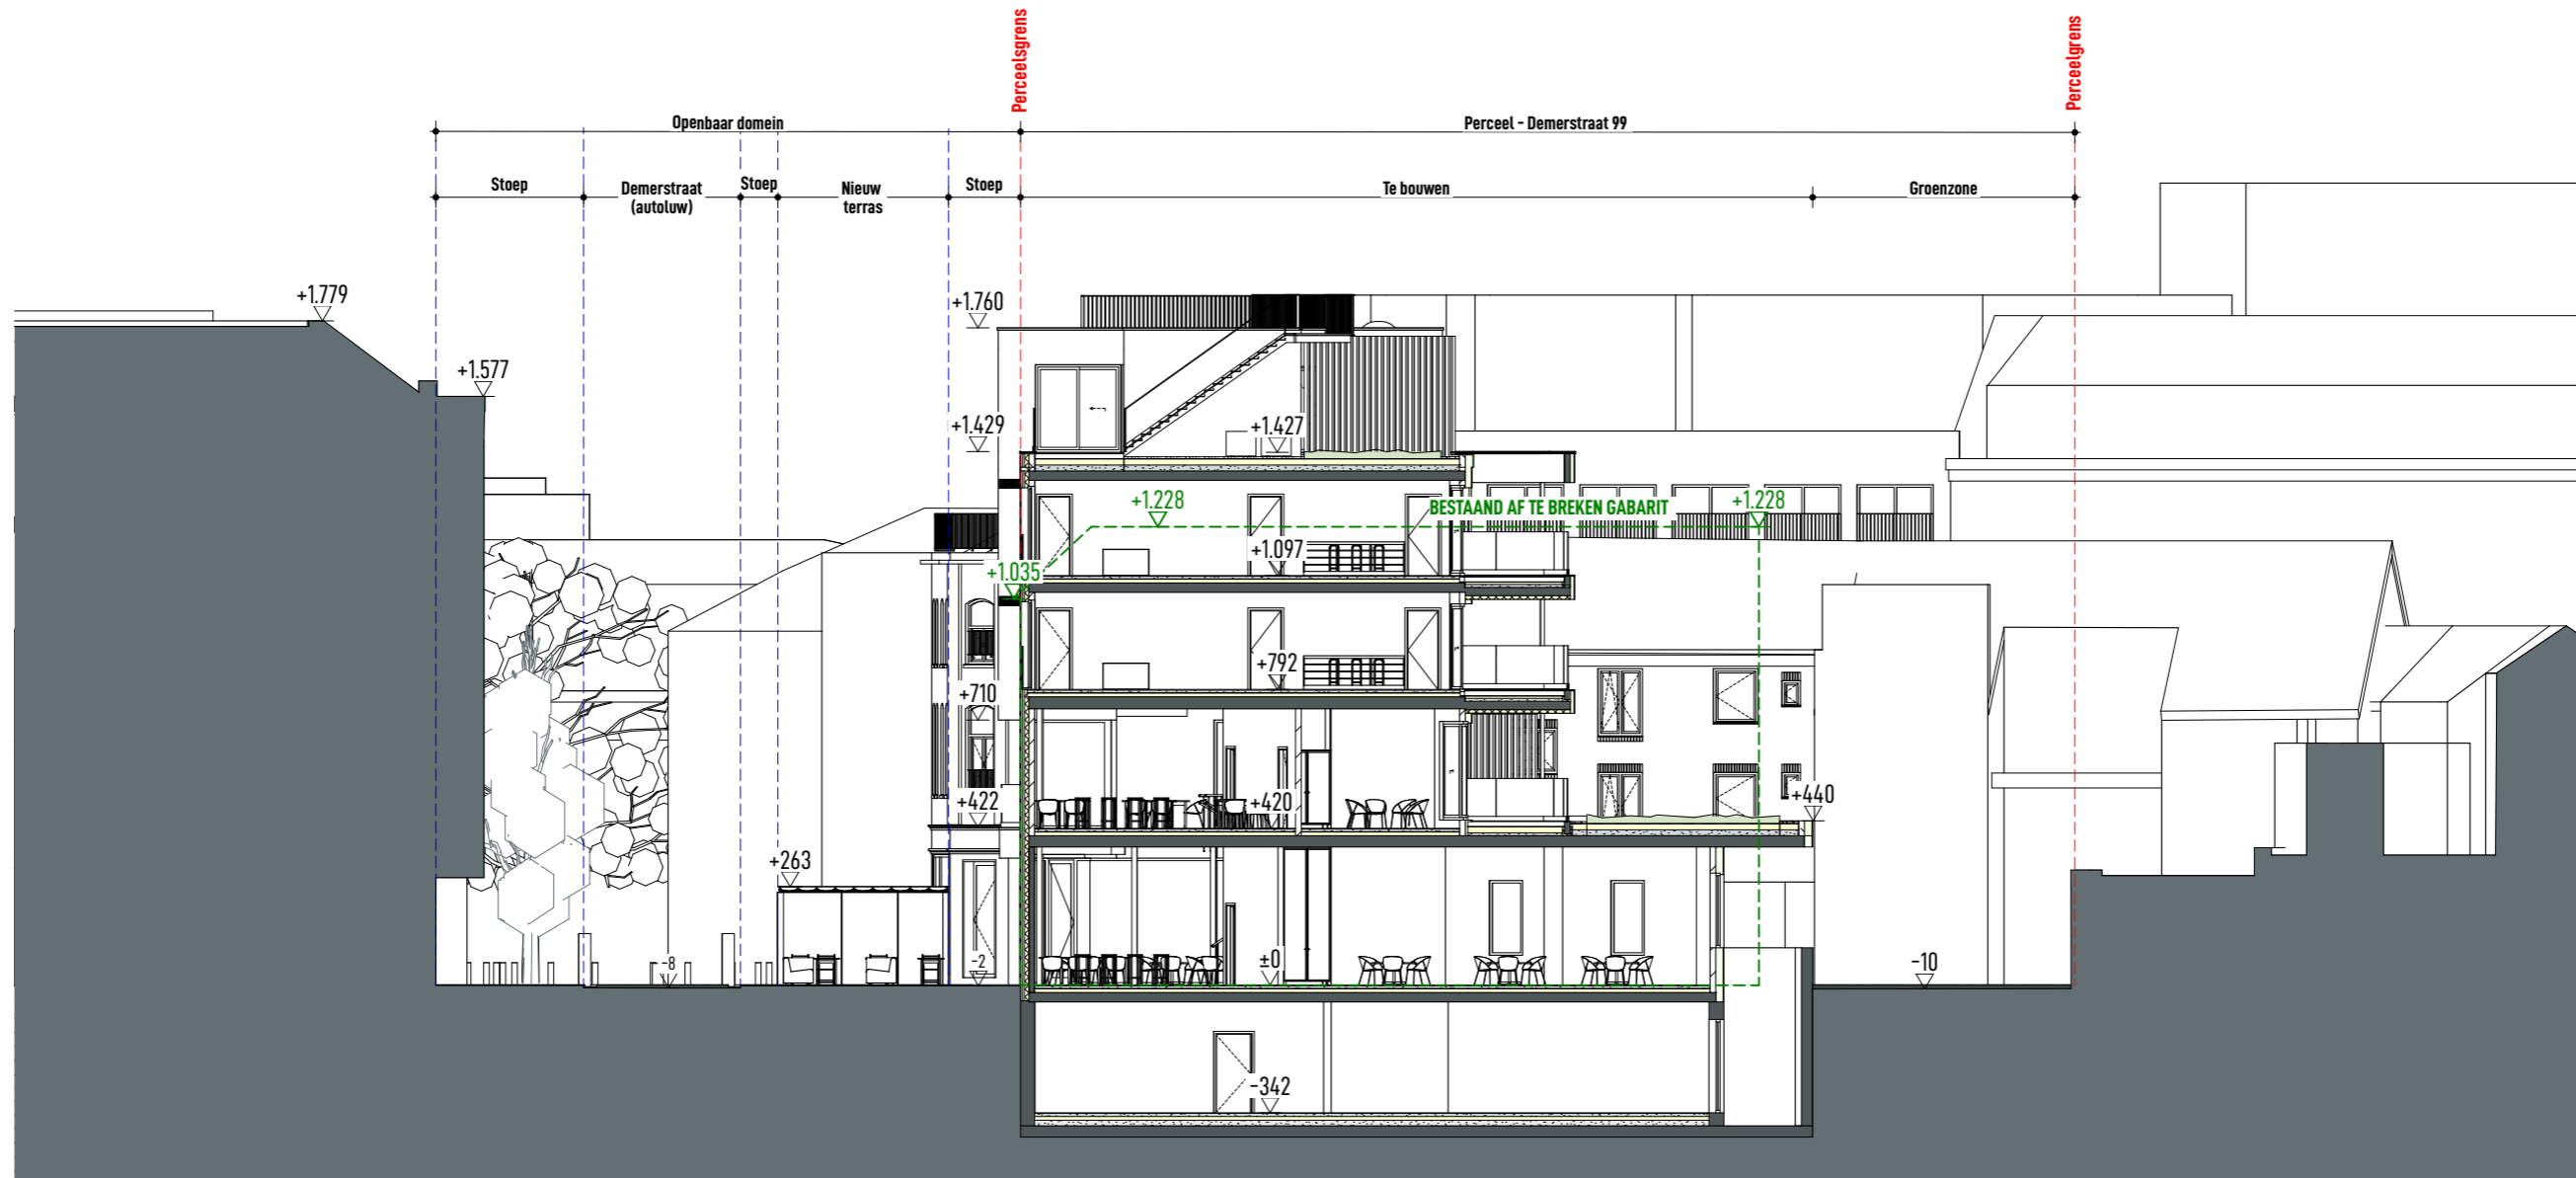 Perceelsgrens
Perceelgrens
Openbaar domein
Perceel - Demerstraat 99
Stoep
Demerstraat
(autoluw)
Stoep
Nieuw
terras
Stoep
Te bouwen
Groenzone
+1.779
+1.760
+1.577
+1.429
+1.427
+1.228
BESTAAND AF TE BREKEN GABARIT
+1.228
+1.097
+1.035
+792
+710
+422
+420
+440
+263
-8
-2
±0
-10
-342